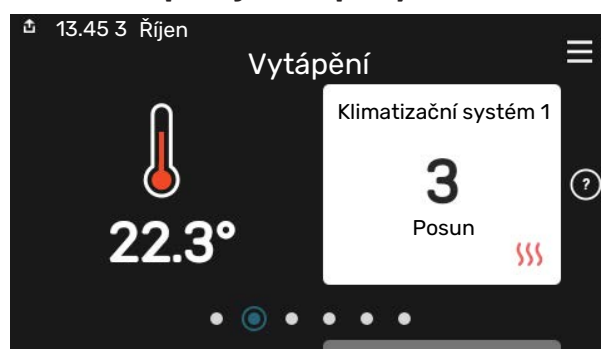 13.45 3 Říjen
Vytápění
Klimatizační systém 1
3
Posun
22.3°
?